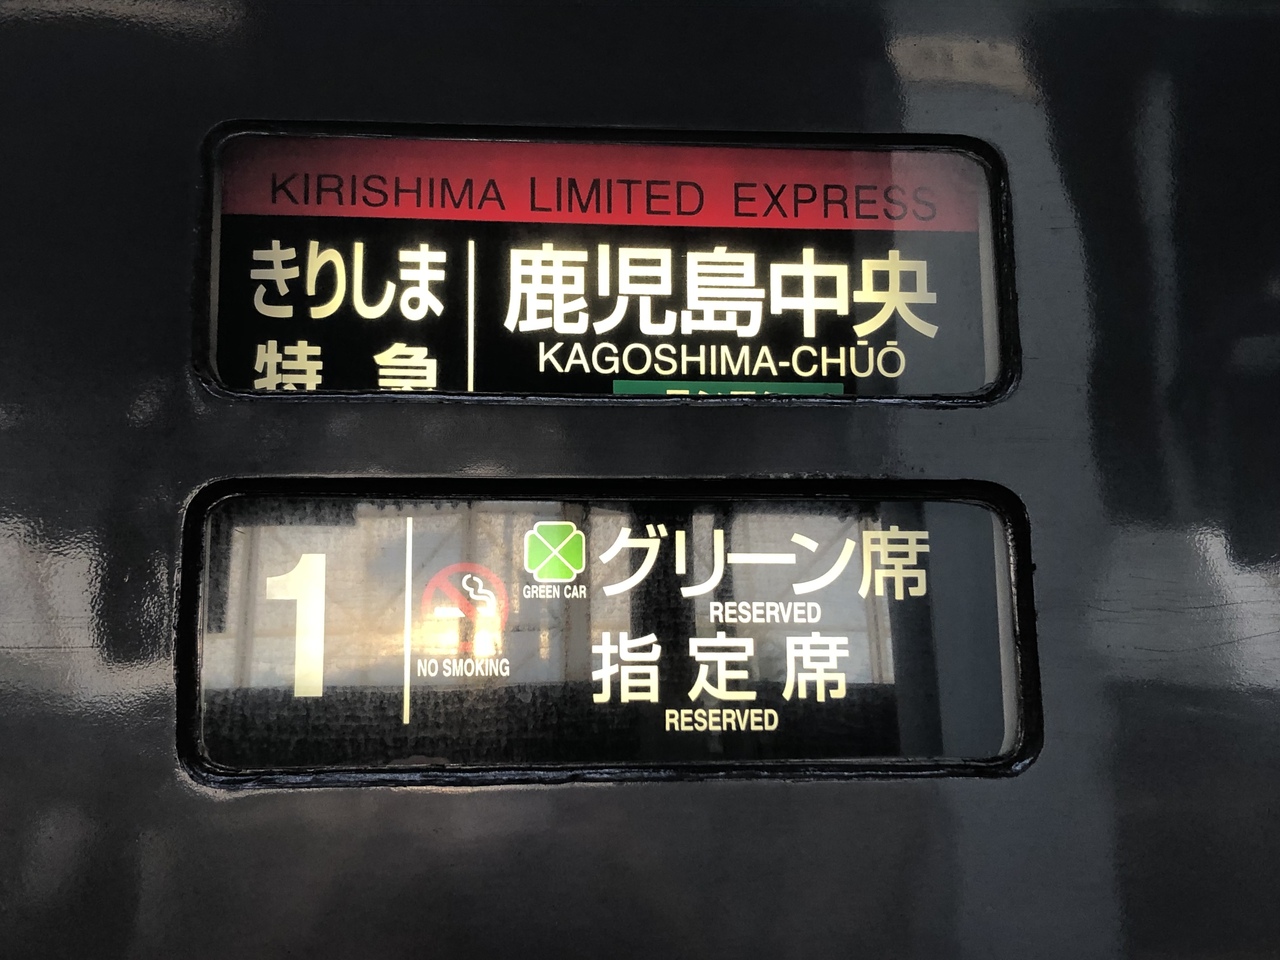 KIRISHIMA LIMITED EXPRESS
きりしま
特急
鹿児島中央
KAGOSHIMA-CHŪŌ
1
NO SMOKING
GREEN CAR
グリーン席
RESERVED
指定席
RESERVED